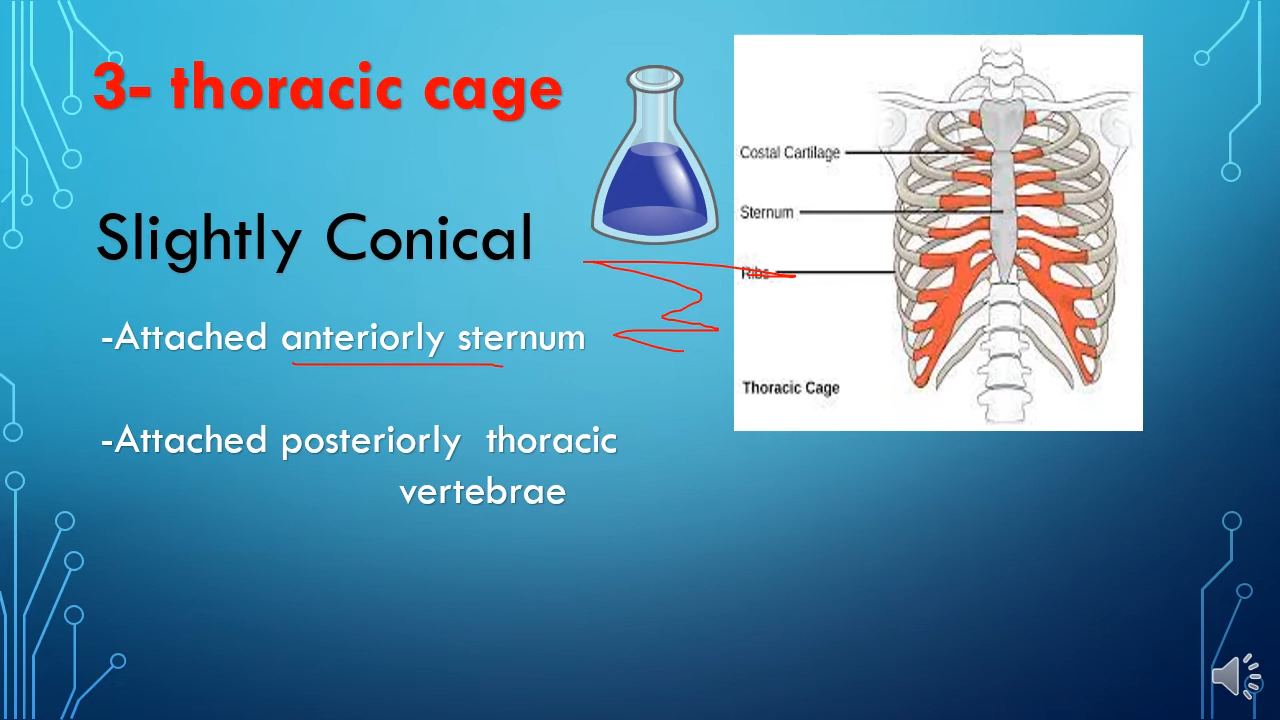 3- thoracic cage
Slightly Conical
-Attached anteriorly sternum
-Attached posteriorly thoracic
vertebrae
Costal Cartilage
Sternum
Ribs
Thoracic Cage